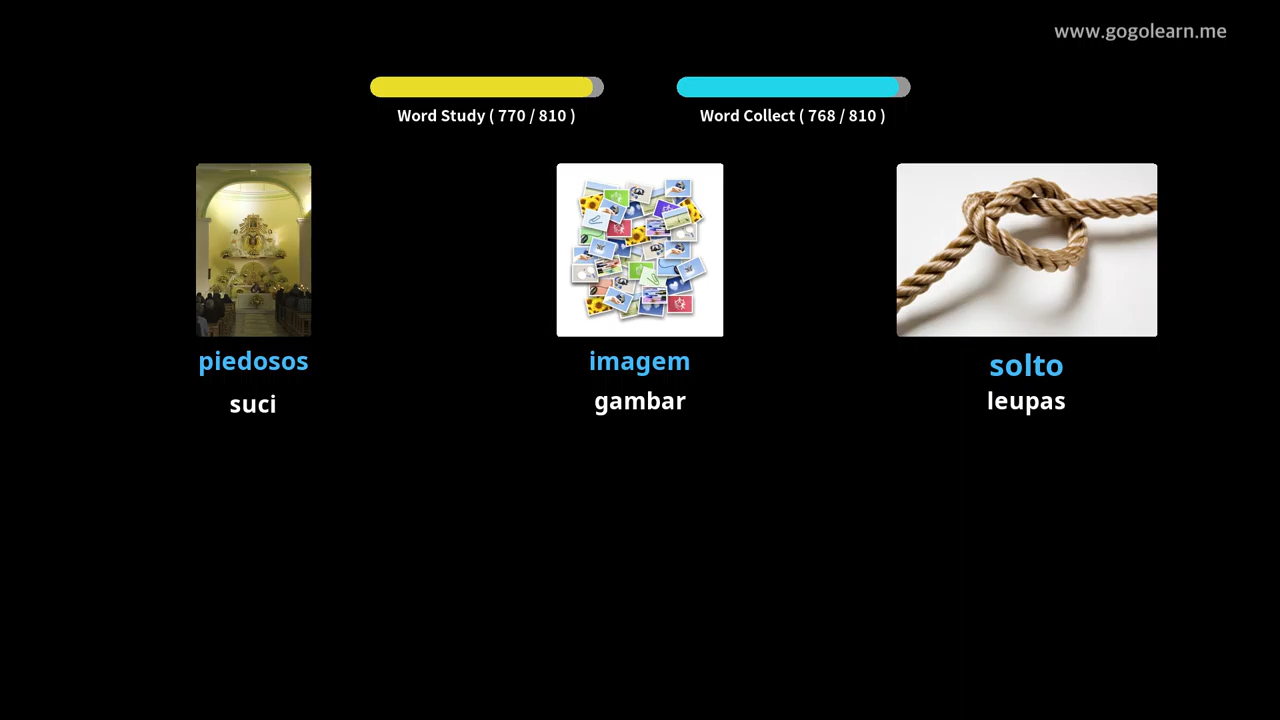 www.gogolearn.me
Word Study ( 770 / 810 )
Word Collect ( 768 / 810 )
piedosos
imagem
solto
suci
gambar
leupas